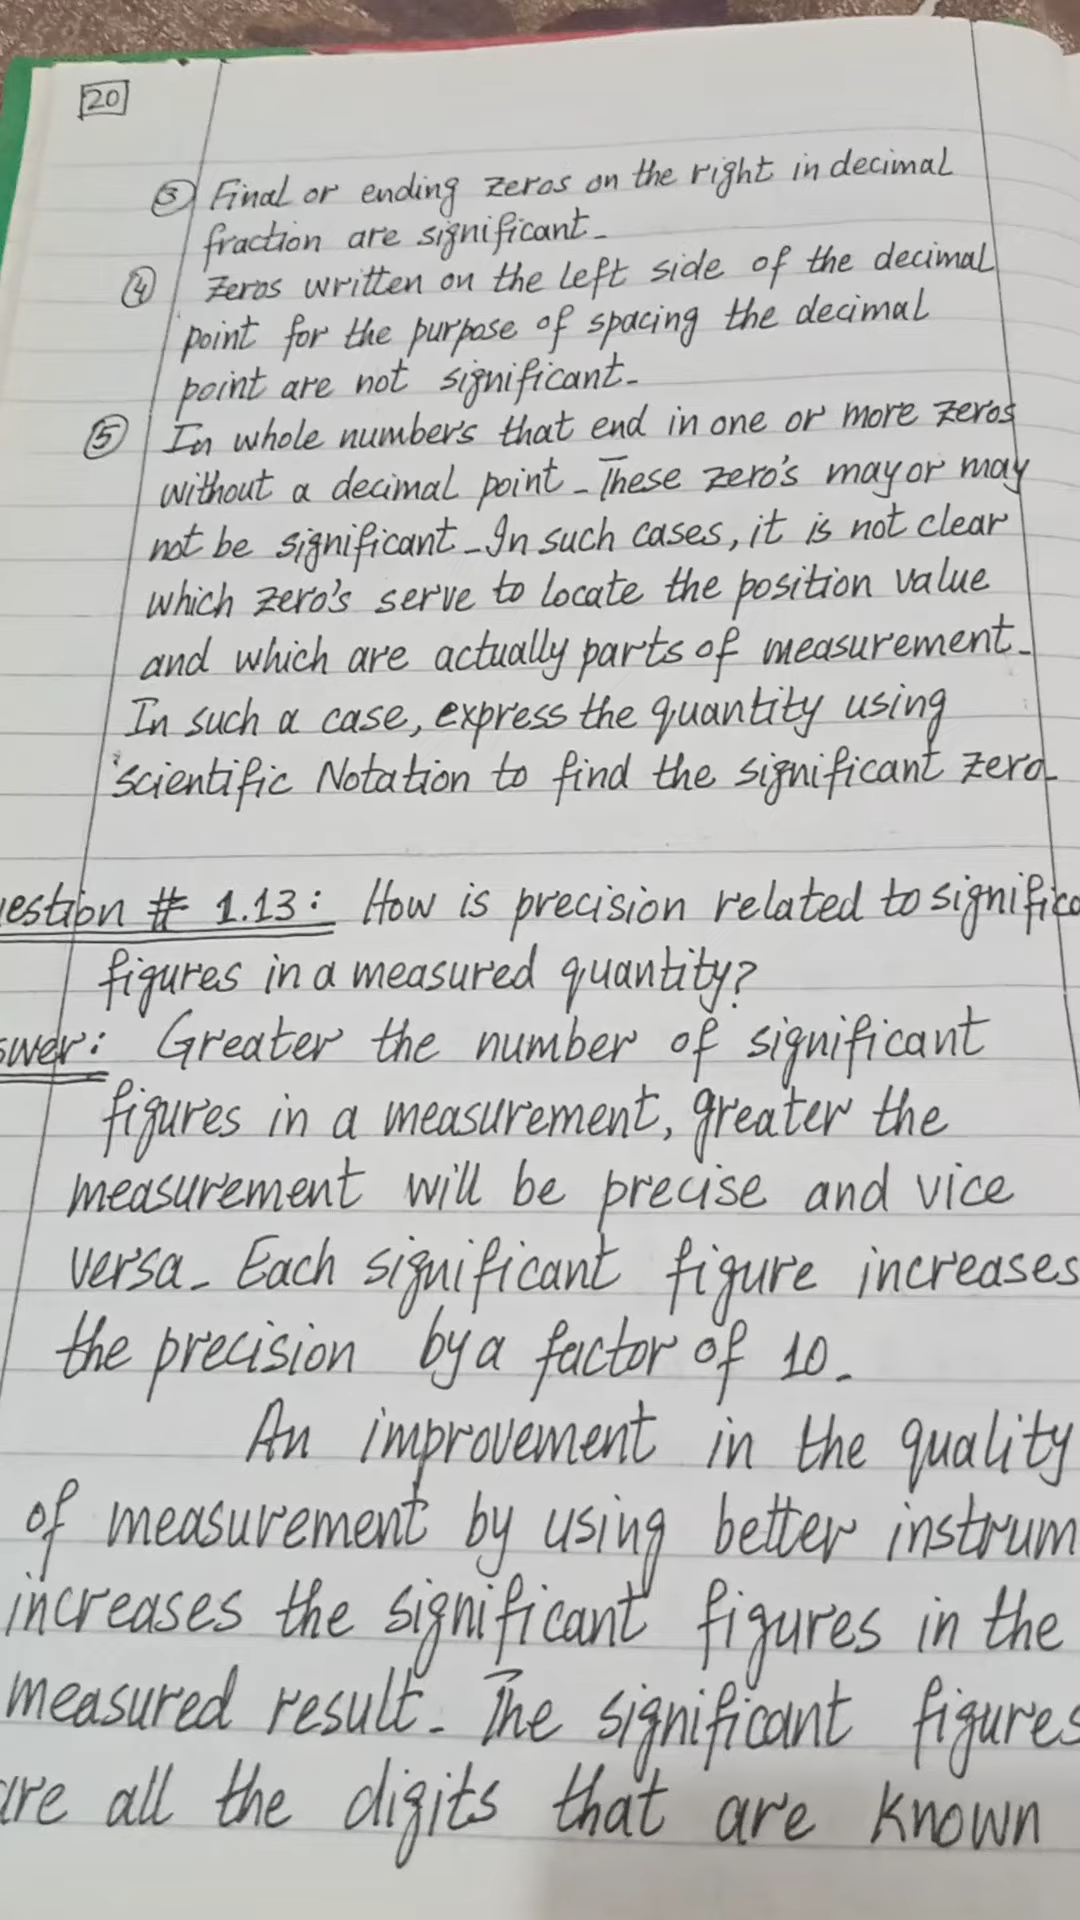 20
③ Final or ending zeros on the right in decimal
fraction are significant.
④ Zeros written on the left side of the decimal
point for the purpose of spacing the decimal
point are not significant.
⑤ In whole numbers that end in one or more zeros
without a decimal point. These zero's may or may
not be significant. In such cases, it is not clear
which zero's serve to locate the position value
and which are actually parts of measurement.
In such a case, express the quantity using
Scientific Notation to find the significant zero.
uestion # 1.13: How is precision related to significa
figures in a measured quantity?
swer: Greater the number of significant
figures in a measurement, greater the
measurement will be precise and vice
versa. Each significant figure increases
the precision by a factor of 10.
An improvement in the quality
of measurement by using better instrum
increases the significant figures in the
measured result. The significant figures
are all the digits that are known